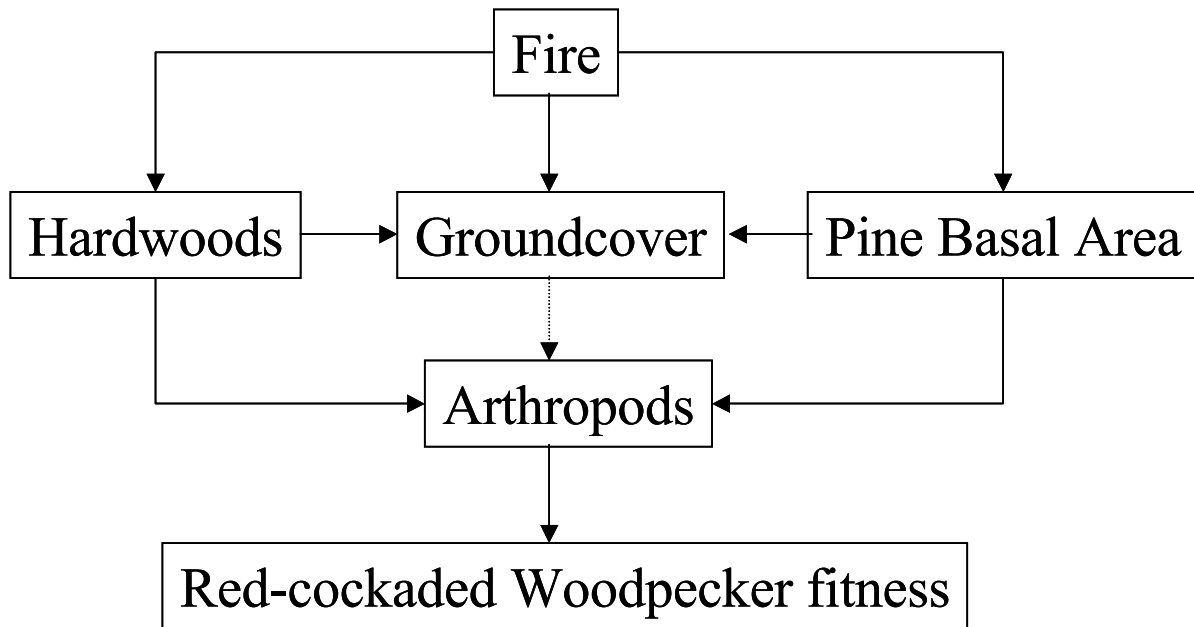 Fire
Hardwoods
Groundcover
Pine Basal Area
Arthropods
Red-cockaded Woodpecker fitness